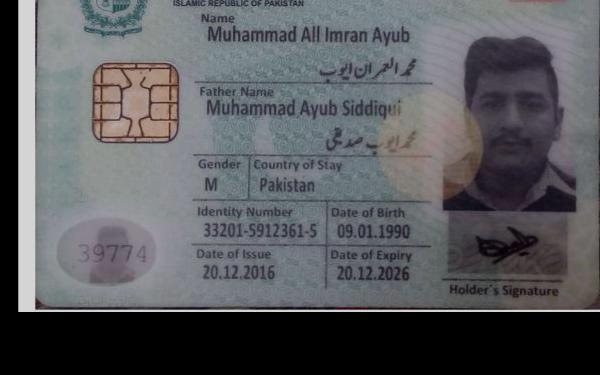 ISLAMIC REPUBLIC OF PAKISTAN
Name
Muhammad All Imran Ayub
محمد العمران ایوب
Father Name
Muhammad Ayub Siddiqui
محمد ایوب صدیقی
Gender Country of Stay
M Pakistan
Identity Number Date of Birth
33201-5912361-5 09.01.1990
Date of Issue Date of Expiry
20.12.2016 20.12.2026
39774
Holder's Signature